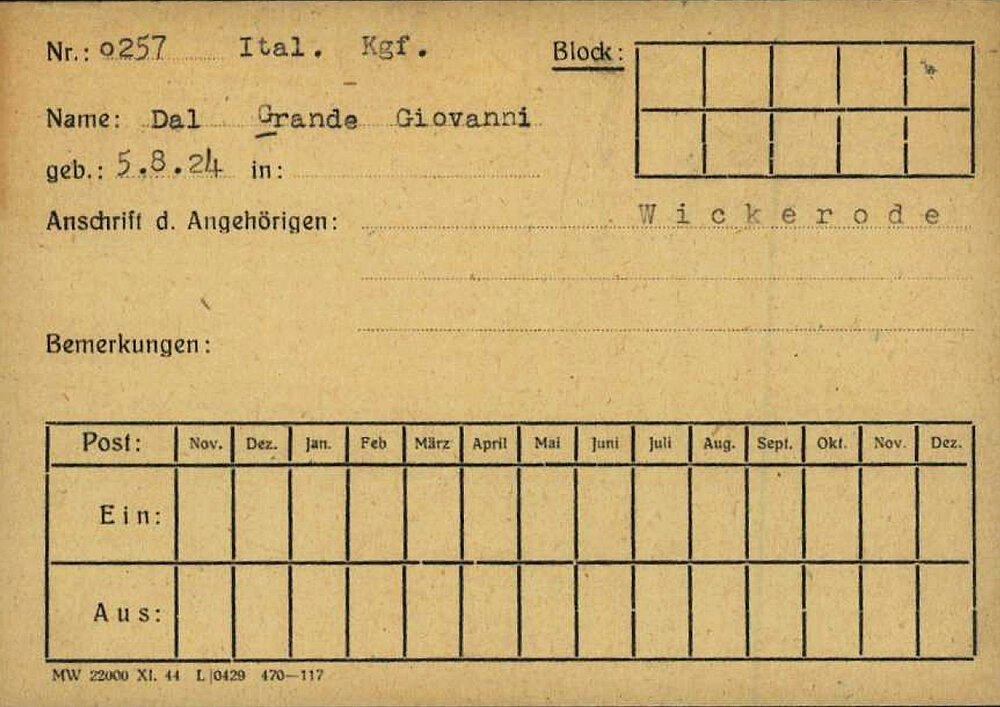 Nr.: 0257 Ital. Kgf. Block:
Name: Dal Grande Giovanni
geb.: 5.8.24 in:
Anschrift d. Angehörigen: Wickerode
Bemerkungen:
Post: Nov. Dez. Jan. Feb März April Mai Juni Juli Aug. Sept. Okt. Nov. Dez.
Ein:
Aus:
MW 22000 XI. 44 L/0429 470—117